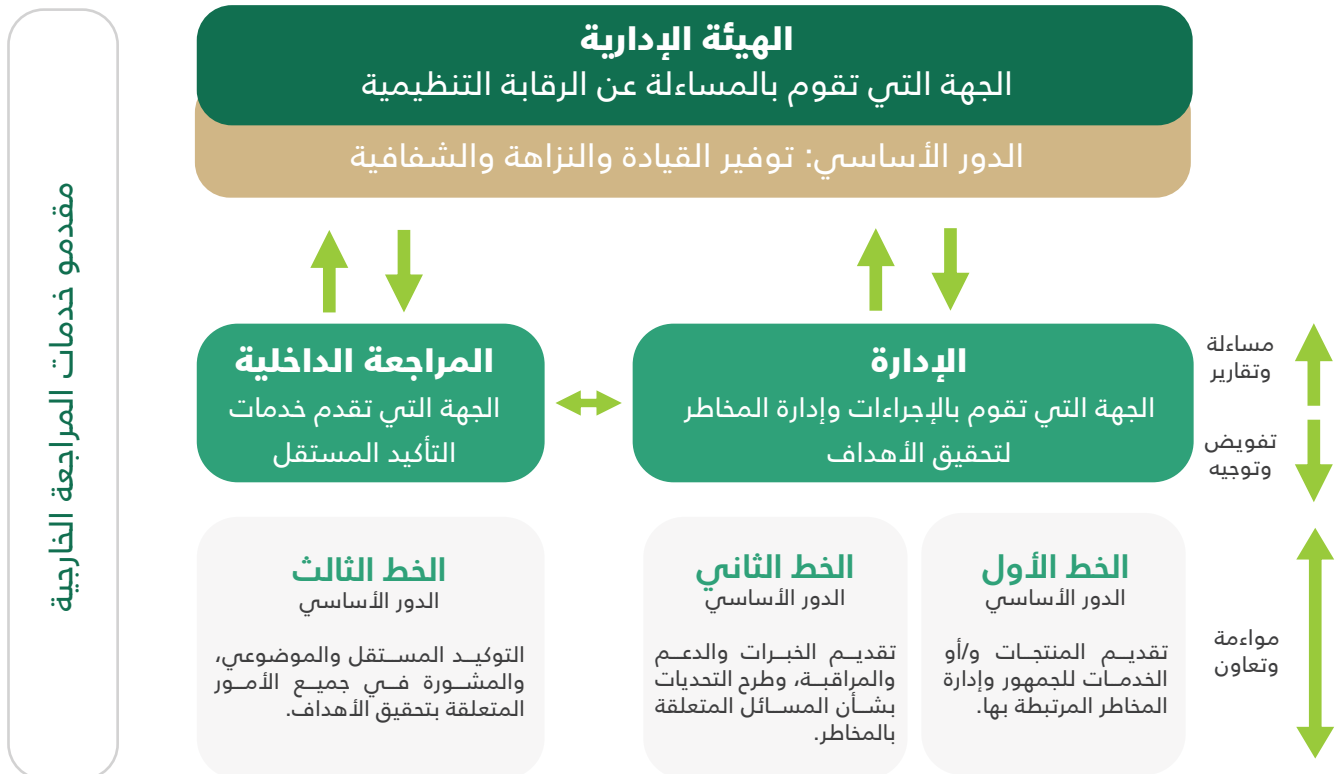 الهيئة الإدارية
الجهة التي تقوم بالمساءلة عن الرقابة التنظيمية
الدور الأساسي: توفير القيادة والنزاهة والشفافية
الإدارة
الجهة التي تقوم بالإجراءات وإدارة المخاطر
لتحقيق الأهداف
المراجعة الداخلية
الجهة التي تقدم خدمات
التأكيد المستقل
مساءلة
وتقارير
تفويض
وتوجيه
مواءمة
وتعاون
الخط الأول
الدور الأساسي
تقديم المنتجات و/أو
الخدمات للجمهور وإدارة
المخاطر المرتبطة بها.
الخط الثاني
الدور الأساسي
تقديم الخبرات والدعم
والمراقبة، وطرح التحديات
بشأن المسائل المتعلقة
بالمخاطر.
الخط الثالث
الدور الأساسي
التوكيد المستقل والموضوعي،
والمشورة في جميع الأمور
المتعلقة بتحقيق الأهداف.
مقدمو خدمات المراجعة الخارجية